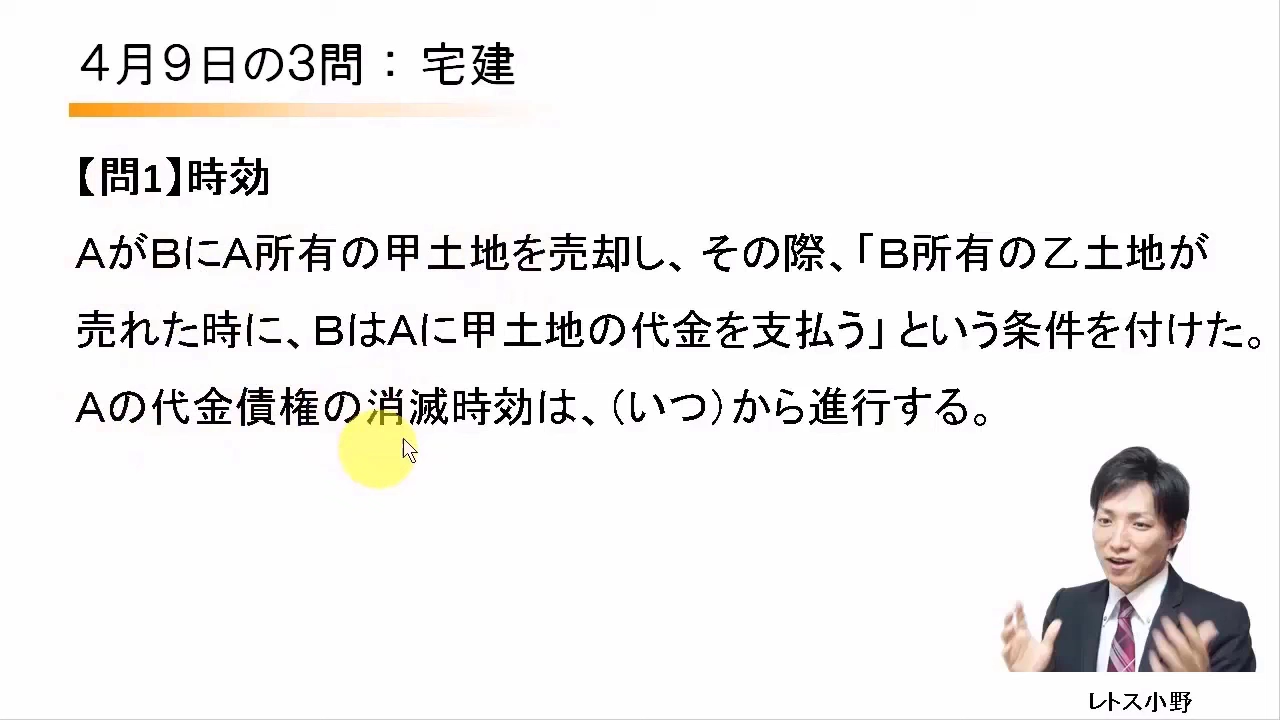 ４月９日の３問：宅建
【問1】時効
ＡがＢにＡ所有の甲土地を売却し、その際、「Ｂ所有の乙土地が
売れた時に、ＢはＡに甲土地の代金を支払う」という条件を付けた。
Ａの代金債権の消滅時効は、（いつ）から進行する。
レトス小野